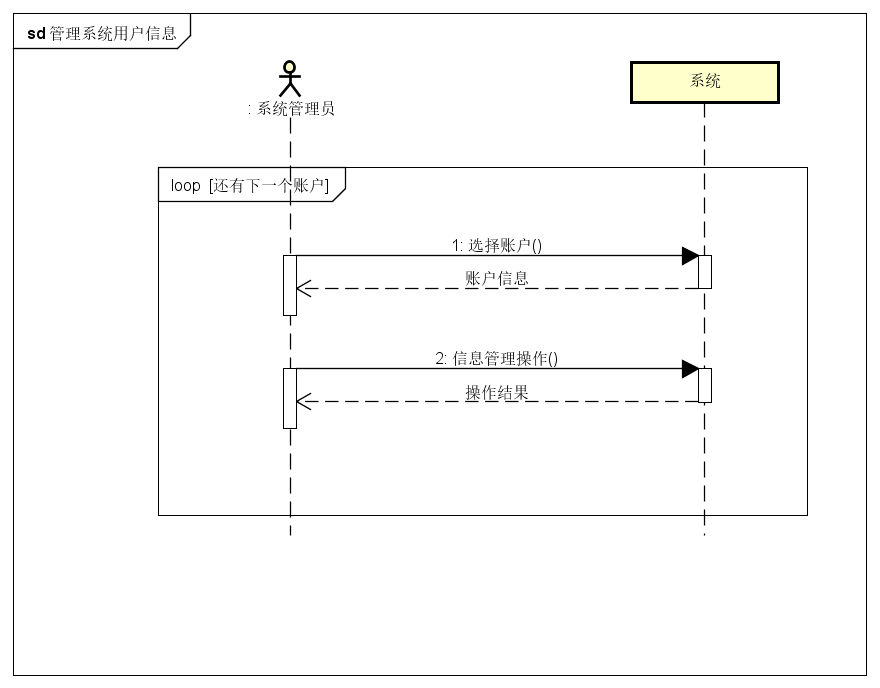 sd 管理系统用户信息
: 系统管理员
系统
loop [还有下一个账户]
1: 选择账户()
账户信息
2: 信息管理操作()
操作结果